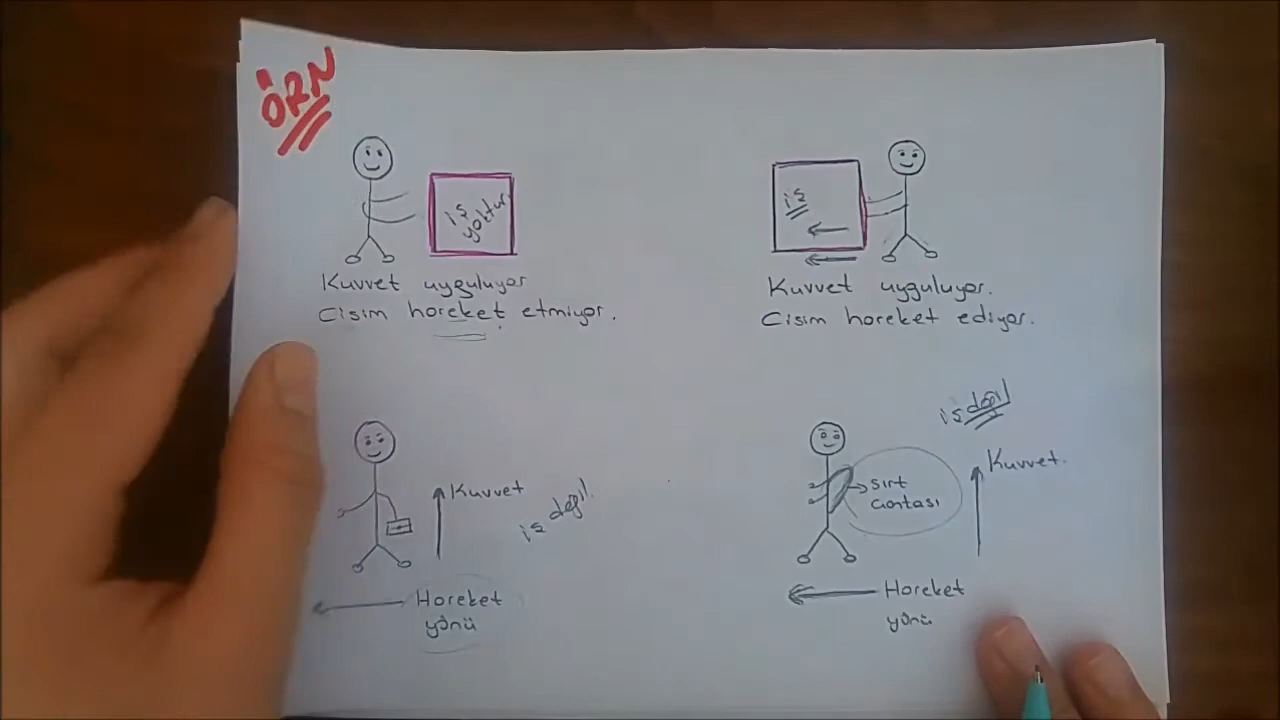 ÖRN
iş
yoktur.
Kuvvet uyguluyor
Cisim hareket etmiyor.
iş
Kuvvet uyguluyor.
Cisim hareket ediyor.
Kuvvet
iş değil.
Hareket
yönü
iş değil
Kuvvet.
sırt
çantası
Hareket
yönü